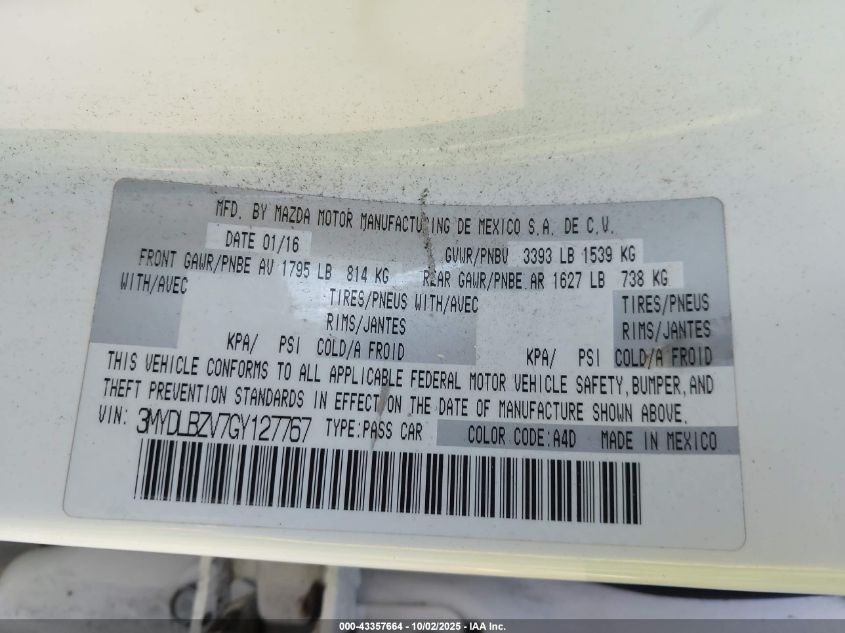 MFD. BY MAZDA MOTOR MANUFACTURING DE MEXICO S.A. DE C.V.
DATE 01/16 GVWR/PNBV 3393 LB 1539 KG
FRONT GAWR/PNBE AV 1795 LB 814 KG REAR GAWR/PNBE AR 1627 LB 738 KG
WITH/AVEC TIRES/PNEUS WITH/AVEC TIRES/PNEUS
RIMS/JANTES RIMS/JANTES
KPA/ PSI COLD/A FROID KPA/ PSI COLD/A FROID
THIS VEHICLE CONFORMS TO ALL APPLICABLE FEDERAL MOTOR VEHICLE SAFETY, BUMPER, AND
THEFT PREVENTION STANDARDS IN EFFECT ON THE DATE OF MANUFACTURE SHOWN ABOVE.
VIN: 3MYDLBZV7GY127767 TYPE: PASS CAR COLOR CODE: A4D MADE IN MEXICO
000-43357664 - 10/02/2025 - IAA Inc.